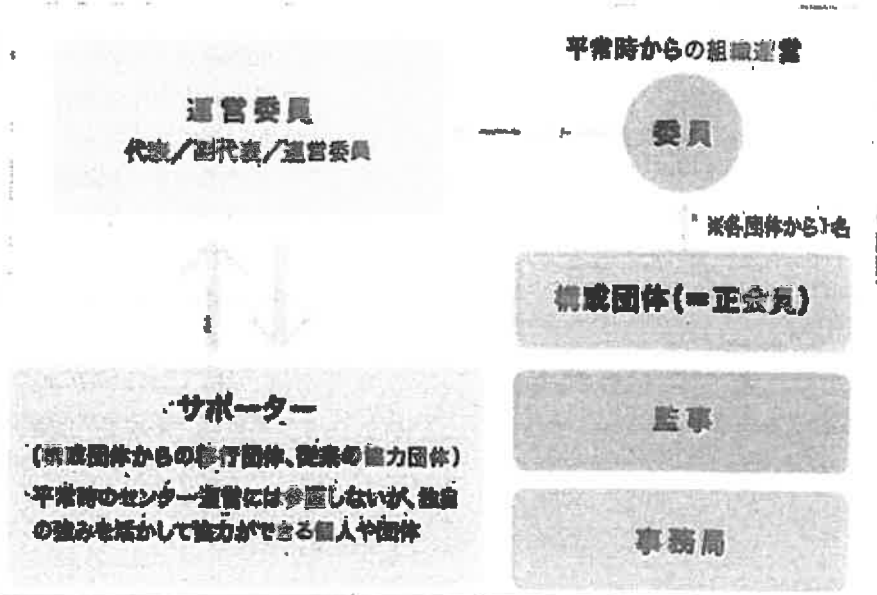 運営委員
代表/副代表/運営委員
平常時からの組織運営
委員
※各団体から1名
構成団体(=正会員)
監事
事務局
サポーター
(構成団体からの移行団体、従来の協力団体)
平常時のセンター運営には参画しないが、独自
の強みを活かして協力ができる個人や団体